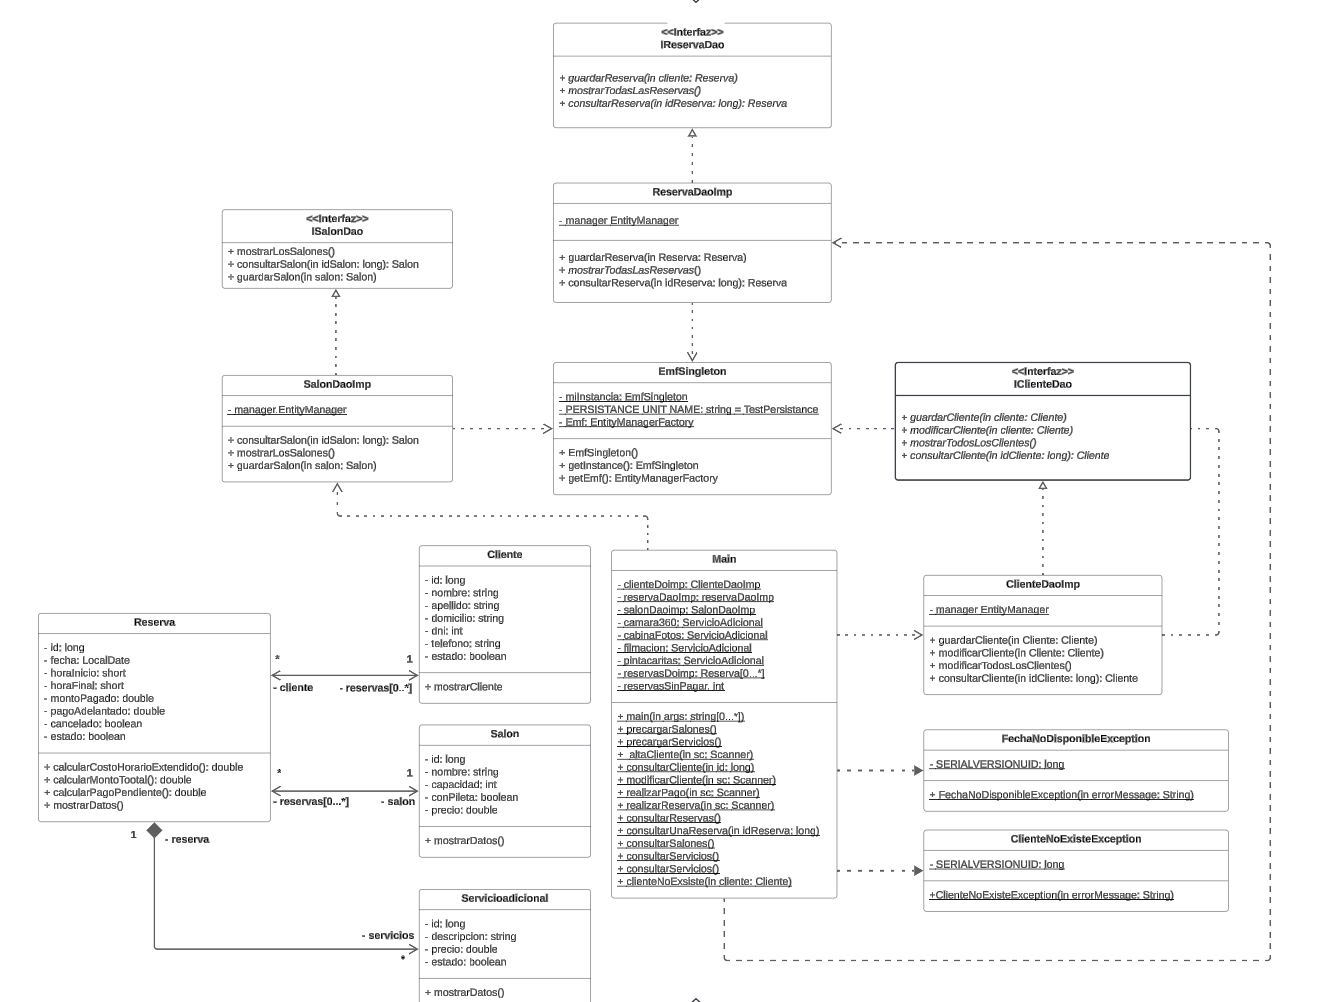 <<Interfaz>>
IReservaDao
+ guardarReserva(in cliente: Reserva)
+ mostrarTodasLasReservas()
+ consultarReserva(in idReserva: long): Reserva
ReservaDaoImp
- manager EntityManager
+ guardarReserva(in Reserva: Reserva)
+ mostrarTodasLasReservas()
+ consultarReserva(in idReserva: long): Reserva
<<Interfaz>>
ISalonDao
+ mostrarLosSalones()
+ consultarSalon(in idSalon: long): Salon
+ guardarSalon(in salon: Salon)
SalonDaoImp
- manager.EntityManager
+ consultarSalon(in idSalon: long): Salon
+ mostrarLosSalones()
+ guardarSalon(in salon: Salon)
EmfSingleton
- miInstancia: EmfSingleton
- PERSISTANCE UNIT NAME: string = TestPersistance
- Emf: EntityManagerFactory
+ EmfSingleton()
+ getInstance(): EmfSingleton
+ getEmf(): EntityManagerFactory
<<Interfaz>>
IClienteDao
+ guardarCliente(in cliente: Cliente)
+ modificarCliente(in cliente: Cliente)
+ mostrarTodosLosClientes()
+ consultarCliente(in idCliente: long): Cliente
Cliente
- id: long
- nombre: string
- apellido: string
- domicilio: string
- dni: int
- telefono: string
- estado: boolean
+ mostrarCliente
Main
- clienteDoimp: ClienteDaoImp
- reservaDaoImp: reservaDaoImp
- salonDaoimp: SalonDaoImp
- camara360: ServicioAdicional
- cabinaFotos: ServicioAdicional
- filmacion: ServicioAdicional
- pintacaritas: ServicioAdicional
- reservasDoimp: Reserva[0...*]
- reservasSinPagar. int
+ main(in args: string[0...*])
+ precargarSalones()
+ precargarServicios()
+ altaCliente(in sc: Scanner)
+ consultarCliente(in id: long)
+ modificarCliente(in sc: Scanner)
+ realizarPago(in sc: Scanner)
+ realizarReserva(in sc: Scanner)
+ consultarReservas()
+ consultarUnaReserva(in idReserva: long)
+ consultarSalones()
+ consultarServicios()
+ consultarServicios()
+ clienteNoExsiste(in cliente: Cliente)
ClienteDaoImp
- manager EntityManager
+ guardarCliente(in Cliente: Cliente)
+ modificarCliente(in Cliente: Cliente)
+ modificarTodosLosClientes()
+ consultarCliente(in idCliente: long): Cliente
Reserva
- id: long
- fecha: LocalDate
- horaInicio: short
- horaFinal: short
- montoPagado: double
- pagoAdelantado: double
- cancelado: boolean
- estado: boolean
+ calcularCostoHorarioExtendido(): double
+ calcularMontoTootal(): double
+ calcularPagoPendiente(): double
+ mostrarDatos()
*
1
- cliente
- reservas[0..*]
*
1
- reservas[0...*]
- salon
Salon
- id: long
- nombre: string
- capacidad: int
- conPileta: boolean
- precio: double
+ mostrarDatos()
FechaNoDisponibleException
- SERIALVERSIONUID: long
+ FechaNoDisponibleException(in errorMessage: String)
ClienteNoExisteException
- SERIALVERSIONUID: long
+ClienteNoExisteException(in errorMessage: String)
1
- reserva
- servicios
*
Servicioadicional
- id: long
- descripcion: string
- precio: double
- estado: boolean
+ mostrarDatos()